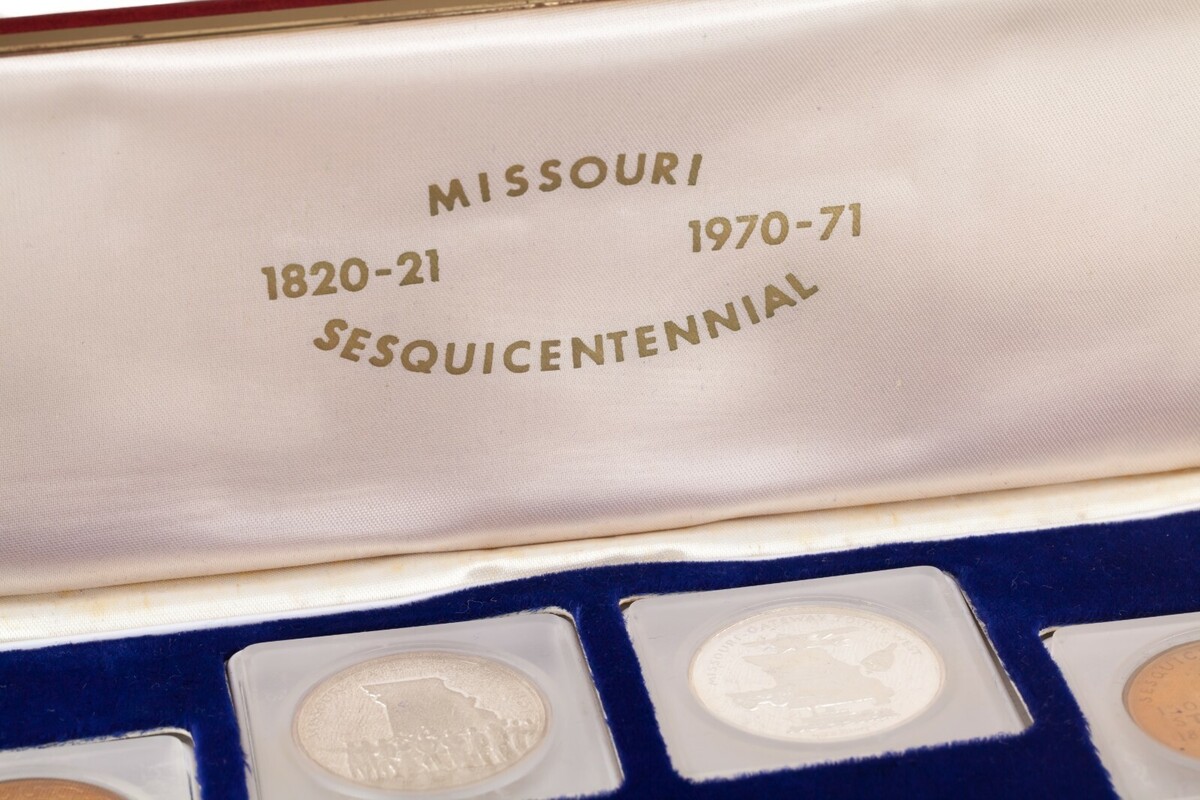 MISSOURI
1820-21 1970-71
SESQUICENTENNIAL